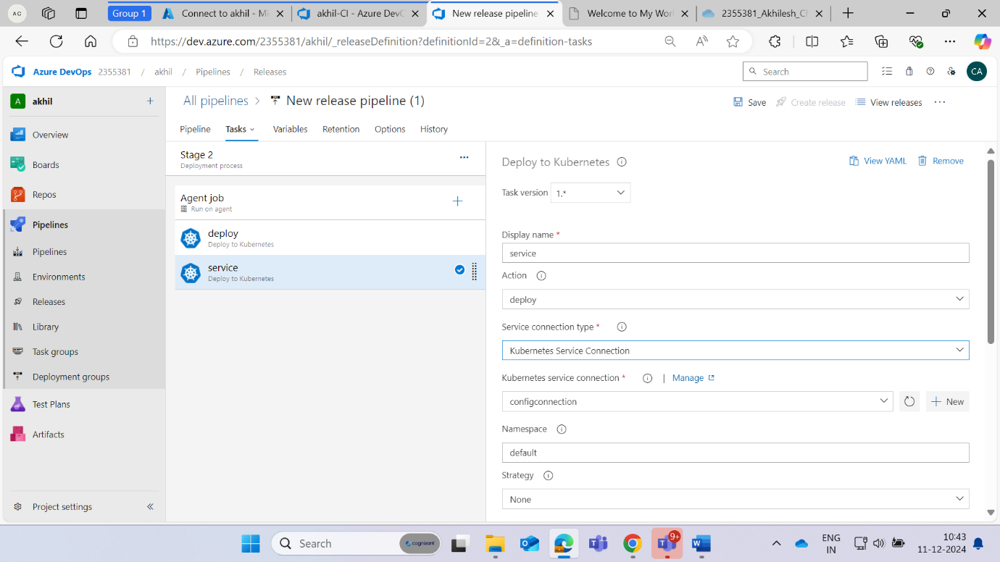 AC
Group 1
Connect to akhil - Mi
akhil-CI - Azure DevO
New release pipeline
Welcome to My Wor
2355381_Akhilesh_Ch
https://dev.azure.com/2355381/akhil/_releaseDefinition?definitionId=2&_a=definition-tasks
Azure DevOps 2355381 / akhil / Pipelines / Releases
Search
CA
A akhil
Overview
Boards
Repos
Pipelines
Pipelines
Environments
Releases
Library
Task groups
Deployment groups
Test Plans
Artifacts
Project settings
All pipelines > New release pipeline (1)
Save
Create release
View releases
Pipeline Tasks Variables Retention Options History
Stage 2
Deployment process
Agent job
Run on agent
deploy
Deploy to Kubernetes
service
Deploy to Kubernetes
Deploy to Kubernetes
View YAML
Remove
Task version 1.*
Display name *
service
Action
deploy
Service connection type *
Kubernetes Service Connection
Kubernetes service connection * | Manage
configconnection
New
Namespace
default
Strategy
None
Search
cognizant
9+
ENG
IN
10:43
11-12-2024